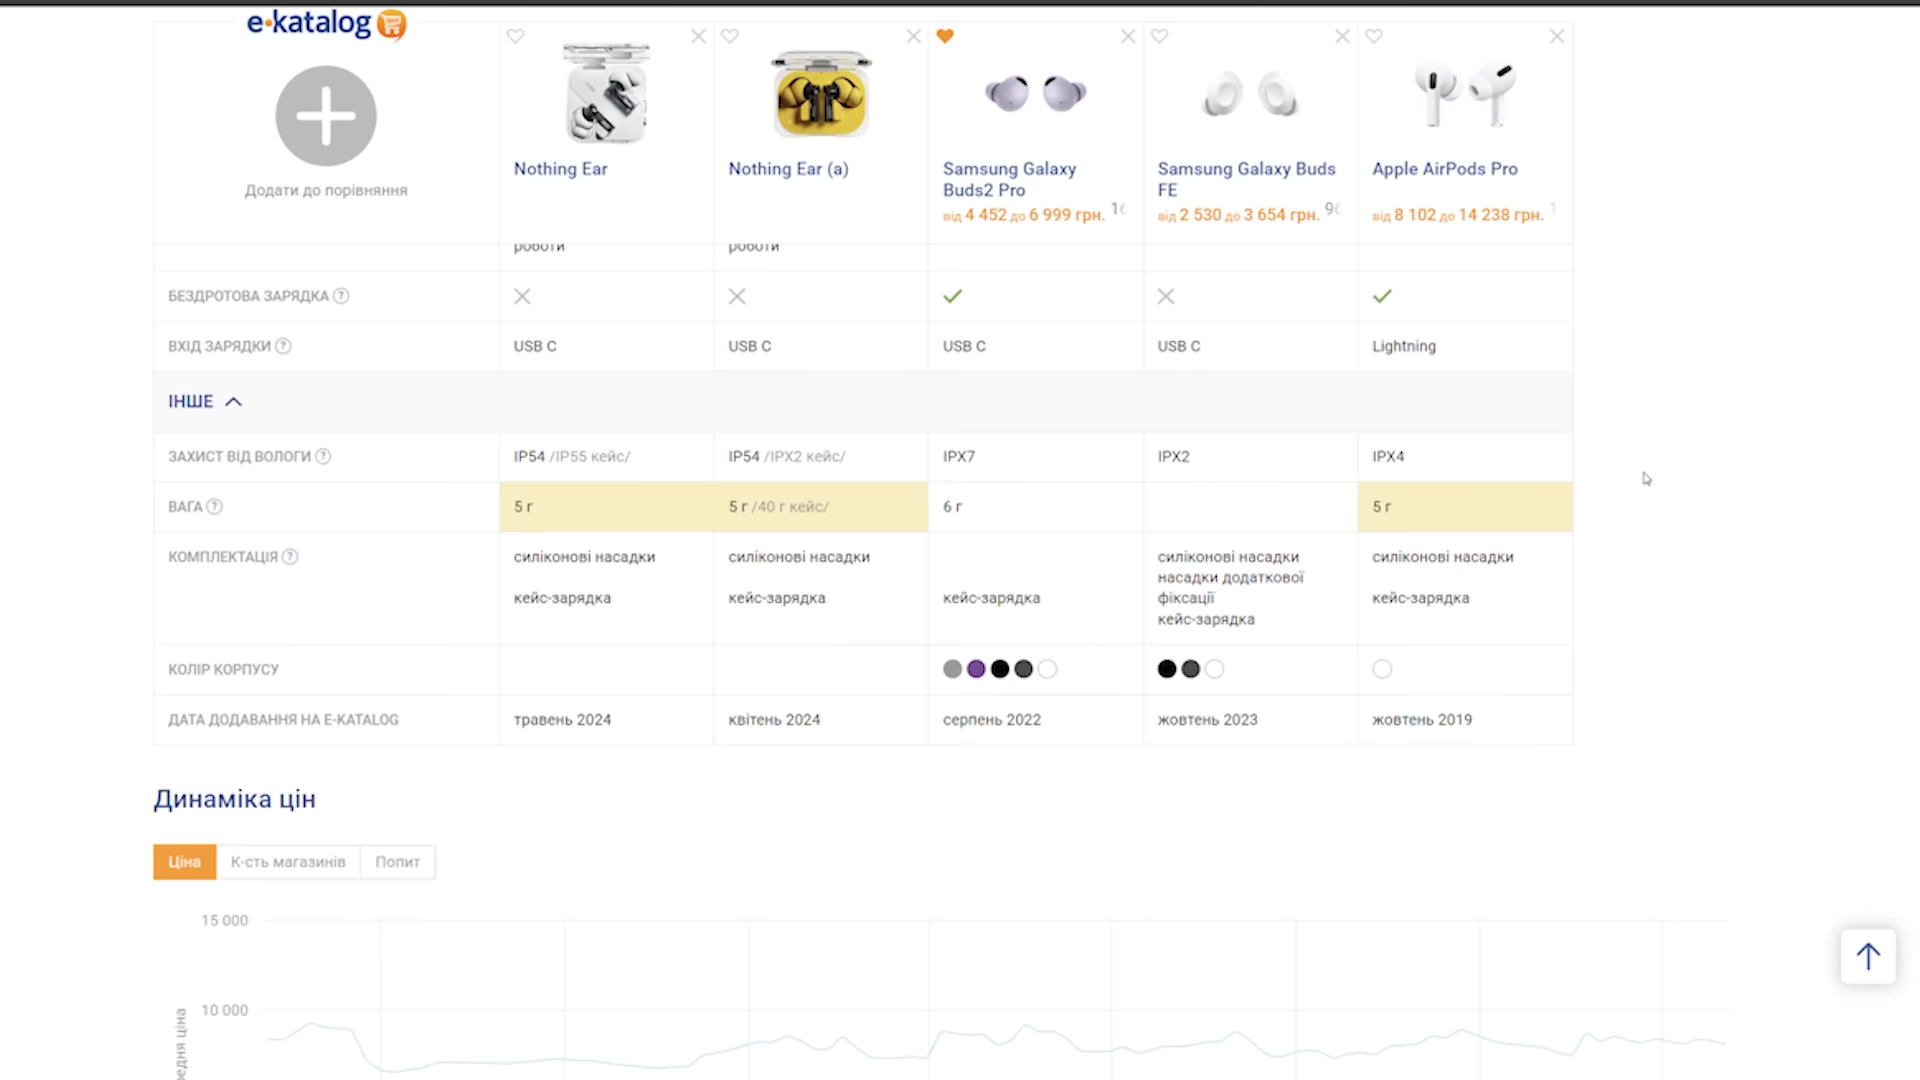 e·katalog
Додати до порівняння
Nothing Ear
Nothing Ear (a)
Samsung Galaxy
Buds2 Pro
від 4 452 до 6 999 грн.
Samsung Galaxy Buds
FE
від 2 530 до 3 654 грн.
Apple AirPods Pro
від 8 102 до 14 238 грн.
роботи роботи
БЕЗДРОТОВА ЗАРЯДКА ?
ВХІД ЗАРЯДКИ ? USB C USB C USB C USB C Lightning
ІНШЕ
ЗАХИСТ ВІД ВОЛОГИ ? IP54 /IP55 кейс/ IP54 /IPX2 кейс/ IPX7 IPX2 IPX4
ВАГА ? 5 г 5 г /40 г кейс/ 6 г 5 г
КОМПЛЕКТАЦІЯ ? силіконові насадки силіконові насадки силіконові насадки силіконові насадки
насадки додаткової
кейс-зарядка кейс-зарядка кейс-зарядка фіксації кейс-зарядка
кейс-зарядка
КОЛІР КОРПУСУ
ДАТА ДОДАВАННЯ НА E-KATALOG травень 2024 квітень 2024 серпень 2022 жовтень 2023 жовтень 2019
Динаміка цін
Ціна К-сть магазинів Попит
15 000
10 000
ціна